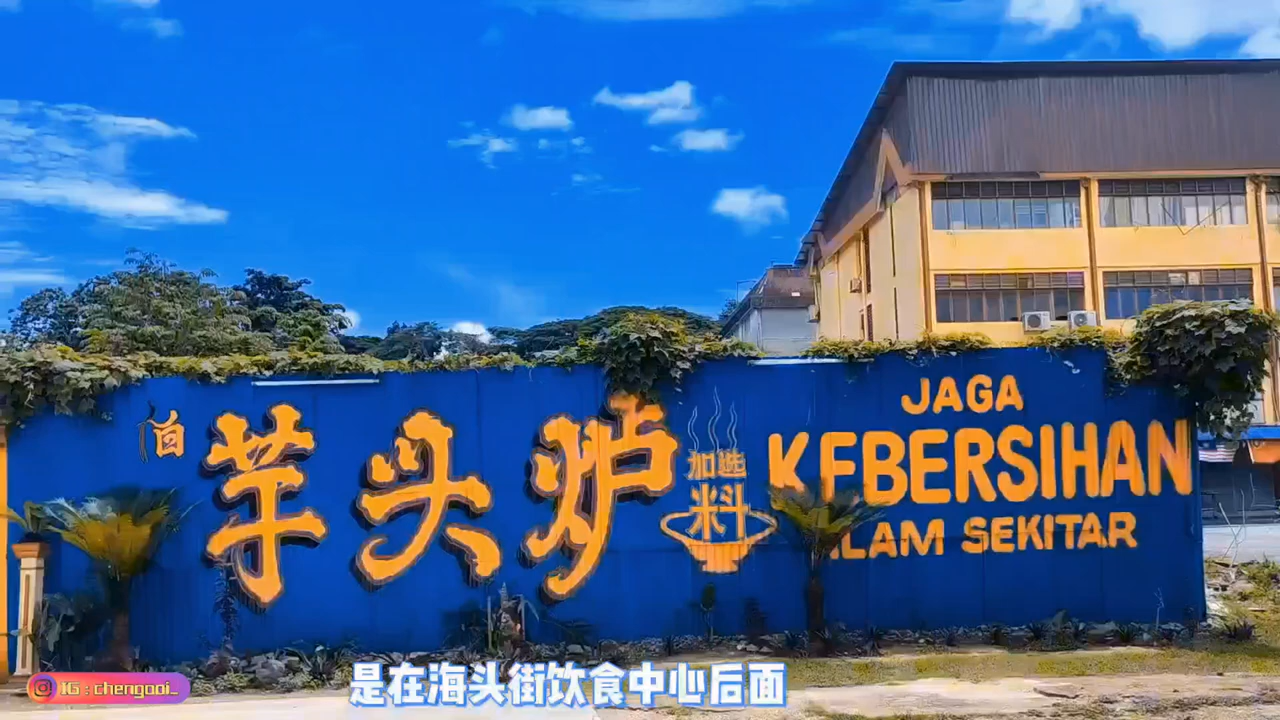 伯
芋头炉
加选
料
JAGA
KEBERSIHAN
ALAM SEKITAR
IG : chengooi_
是在海头街饮食中心后面